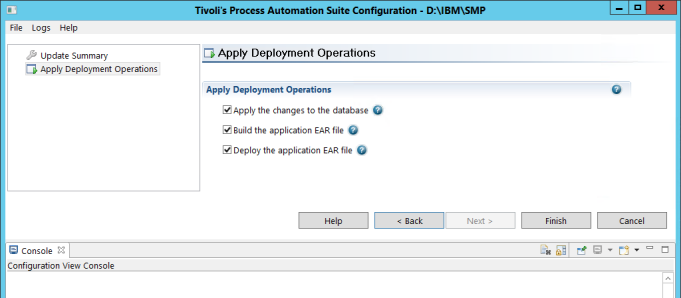 Tivoli's Process Automation Suite Configuration - D:\IBM\SMP
File Logs Help
Update Summary
Apply Deployment Operations
Apply Deployment Operations
Apply Deployment Operations
Apply the changes to the database
Build the application EAR file
Deploy the application EAR file
Help < Back Next > Finish Cancel
Console
Configuration View Console